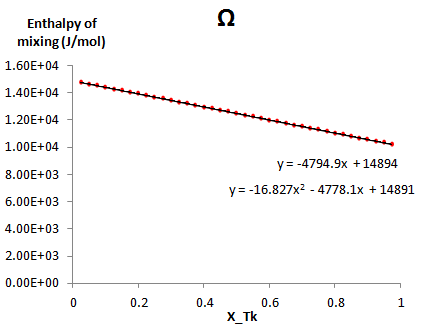 Ω
Enthalpy of
mixing (J/mol)
1.60E+04
1.40E+04
1.20E+04
1.00E+04
8.00E+03
6.00E+03
4.00E+03
2.00E+03
0.00E+00
y = -4794.9x + 14894
y = -16.827x² - 4778.1x + 14891
0 0.2 0.4 0.6 0.8 1
X_Tk